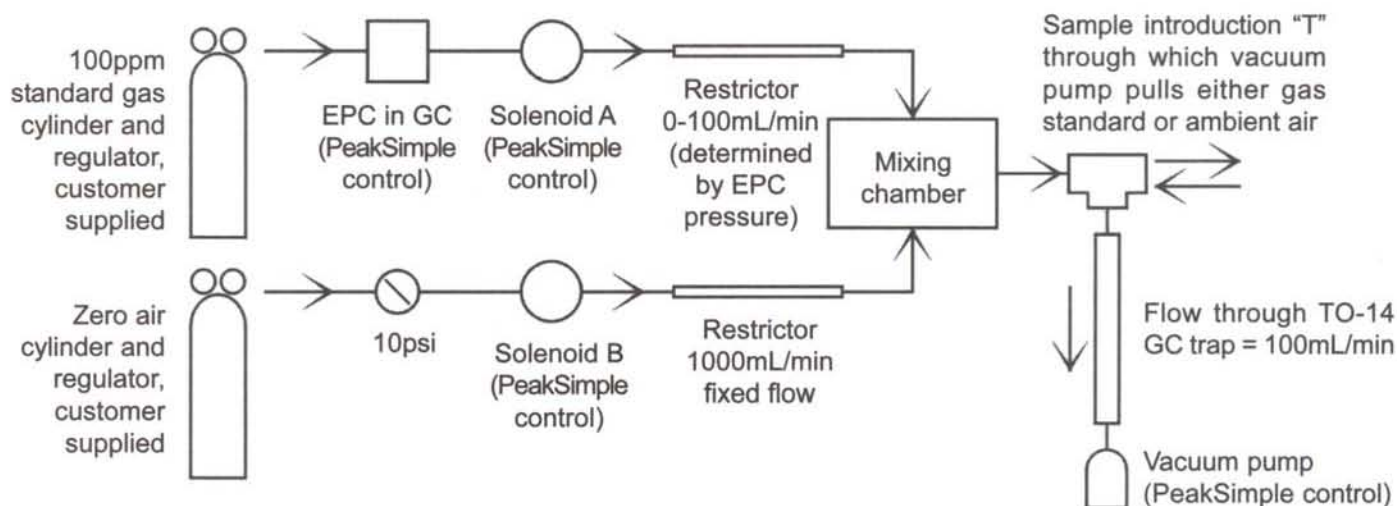 100ppm
standard gas
cylinder and
regulator,
customer
supplied
EPC in GC
(PeakSimple
control)
Solenoid A
(PeakSimple
control)
Restrictor
0-100mL/min
(determined
by EPC
pressure)
Mixing
chamber
Sample introduction “T”
through which vacuum
pump pulls either gas
standard or ambient air
Zero air
cylinder and
regulator,
customer
supplied
10psi
Solenoid B
(PeakSimple
control)
Restrictor
1000mL/min
fixed flow
Flow through TO-14
GC trap = 100mL/min
Vacuum pump
(PeakSimple control)